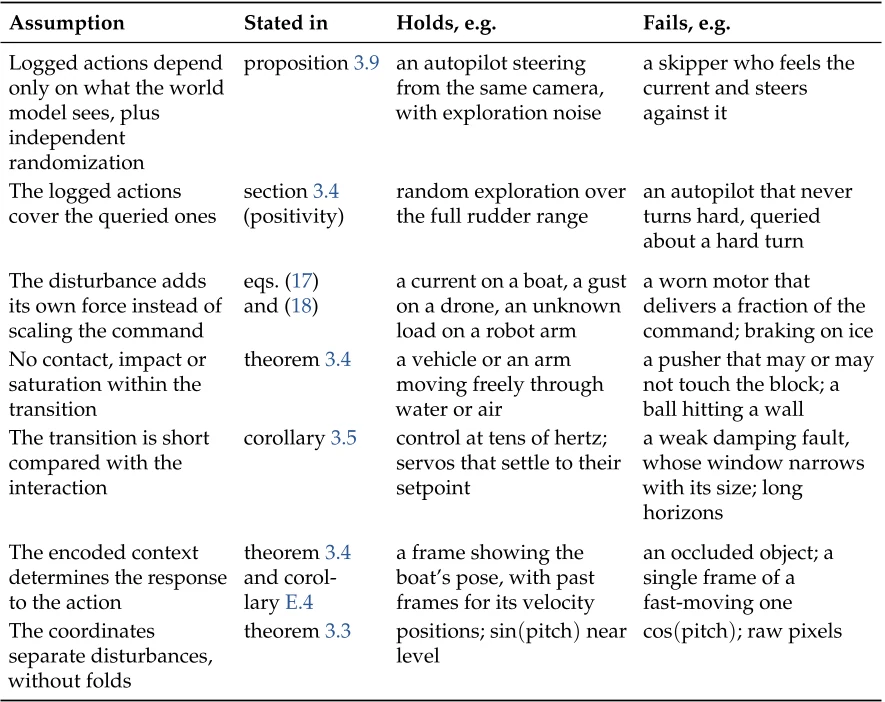 Assumption Stated in Holds, e.g. Fails, e.g.
Logged actions depend proposition 3.9 an autopilot steering a skipper who feels the
only on what the world from the same camera, current and steers
model sees, plus with exploration noise against it
independent
randomization
The logged actions section 3.4 random exploration over an autopilot that never
cover the queried ones (positivity) the full rudder range turns hard, queried
about a hard turn
The disturbance adds eqs. (17) a current on a boat, a gust a worn motor that
its own force instead of and (18) on a drone, an unknown delivers a fraction of the
scaling the command load on a robot arm command; braking on ice
No contact, impact or theorem 3.4 a vehicle or an arm a pusher that may or may
saturation within the moving freely through not touch the block; a
transition water or air ball hitting a wall
The transition is short corollary 3.5 control at tens of hertz; a weak damping fault,
compared with the servos that settle to their whose window narrows
interaction setpoint with its size; long
horizons
The encoded context theorem 3.4 a frame showing the an occluded object; a
determines the response and corol- boat's pose, with past single frame of a
to the action lary E.4 frames for its velocity fast-moving one
The coordinates theorem 3.3 positions; sin(pitch) near cos(pitch); raw pixels
separate disturbances, level
without folds